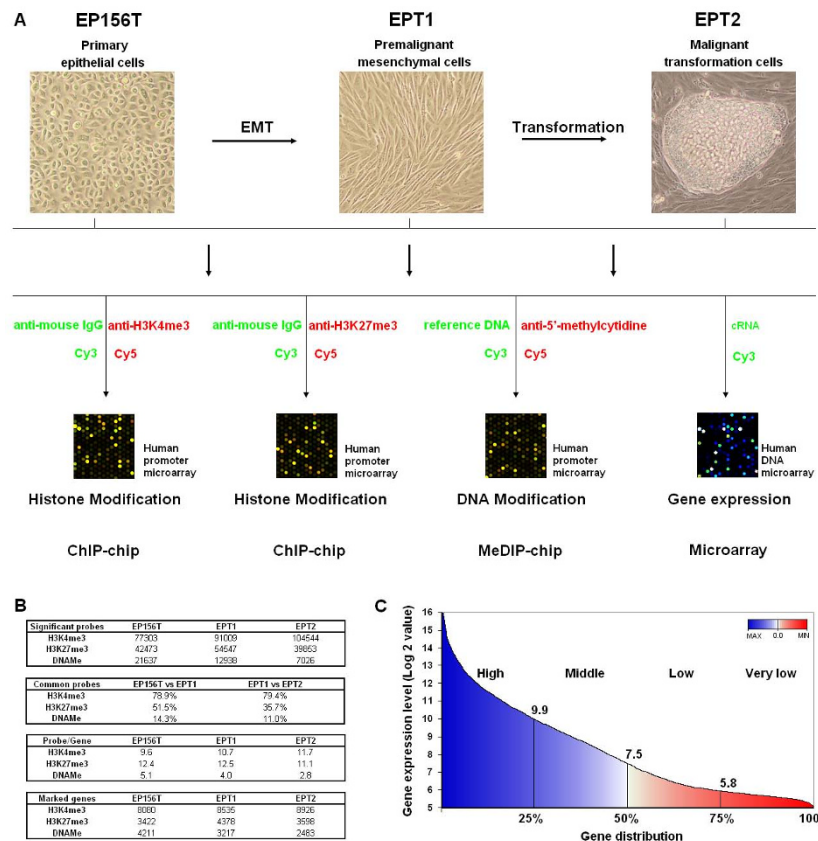 A
EP156T EPT1 EPT2
Primary epithelial cells
Premalignant mesenchymal cells
Malignant transformation cells
EMT
Transformation
anti-mouse IgG anti-H3K4me3
Cy3 Cy5
anti-mouse IgG anti-H3K27me3
Cy3 Cy5
reference DNA anti-5'-methylcytidine
Cy3 Cy5
cRNA
Cy3
Human promoter microarray
Human promoter microarray
Human promoter microarray
Human DNA microarray
Histone Modification Histone Modification DNA Modification Gene expression
ChIP-chip ChIP-chip MeDIP-chip Microarray
B
Significant probes EP156T EPT1 EPT2
H3K4me3 77303 91009 104544
H3K27me3 42473 54547 39853
DNAMe 21637 12938 7026
Common probes EP156T vs EPT1 EPT1 vs EPT2
H3K4me3 78.9% 79.4%
H3K27me3 51.5% 35.7%
DNAMe 14.3% 11.0%
Probe/Gene EP156T EPT1 EPT2
H3K4me3 9.6 10.7 11.7
H3K27me3 12.4 12.5 11.1
DNAMe 5.1 4.0 2.8
Marked genes EP156T EPT1 EPT2
H3K4me3 8080 8535 8926
H3K27me3 3422 4378 3598
DNAMe 4211 3217 2483
C
Gene expression level (Log 2 value)
16
15
14
13
12
11
10
9
8
7
6
5
MAX 0.0 MIN
High Middle Low Very low
9.9
7.5
5.8
25% 50% 75% 100
Gene distribution